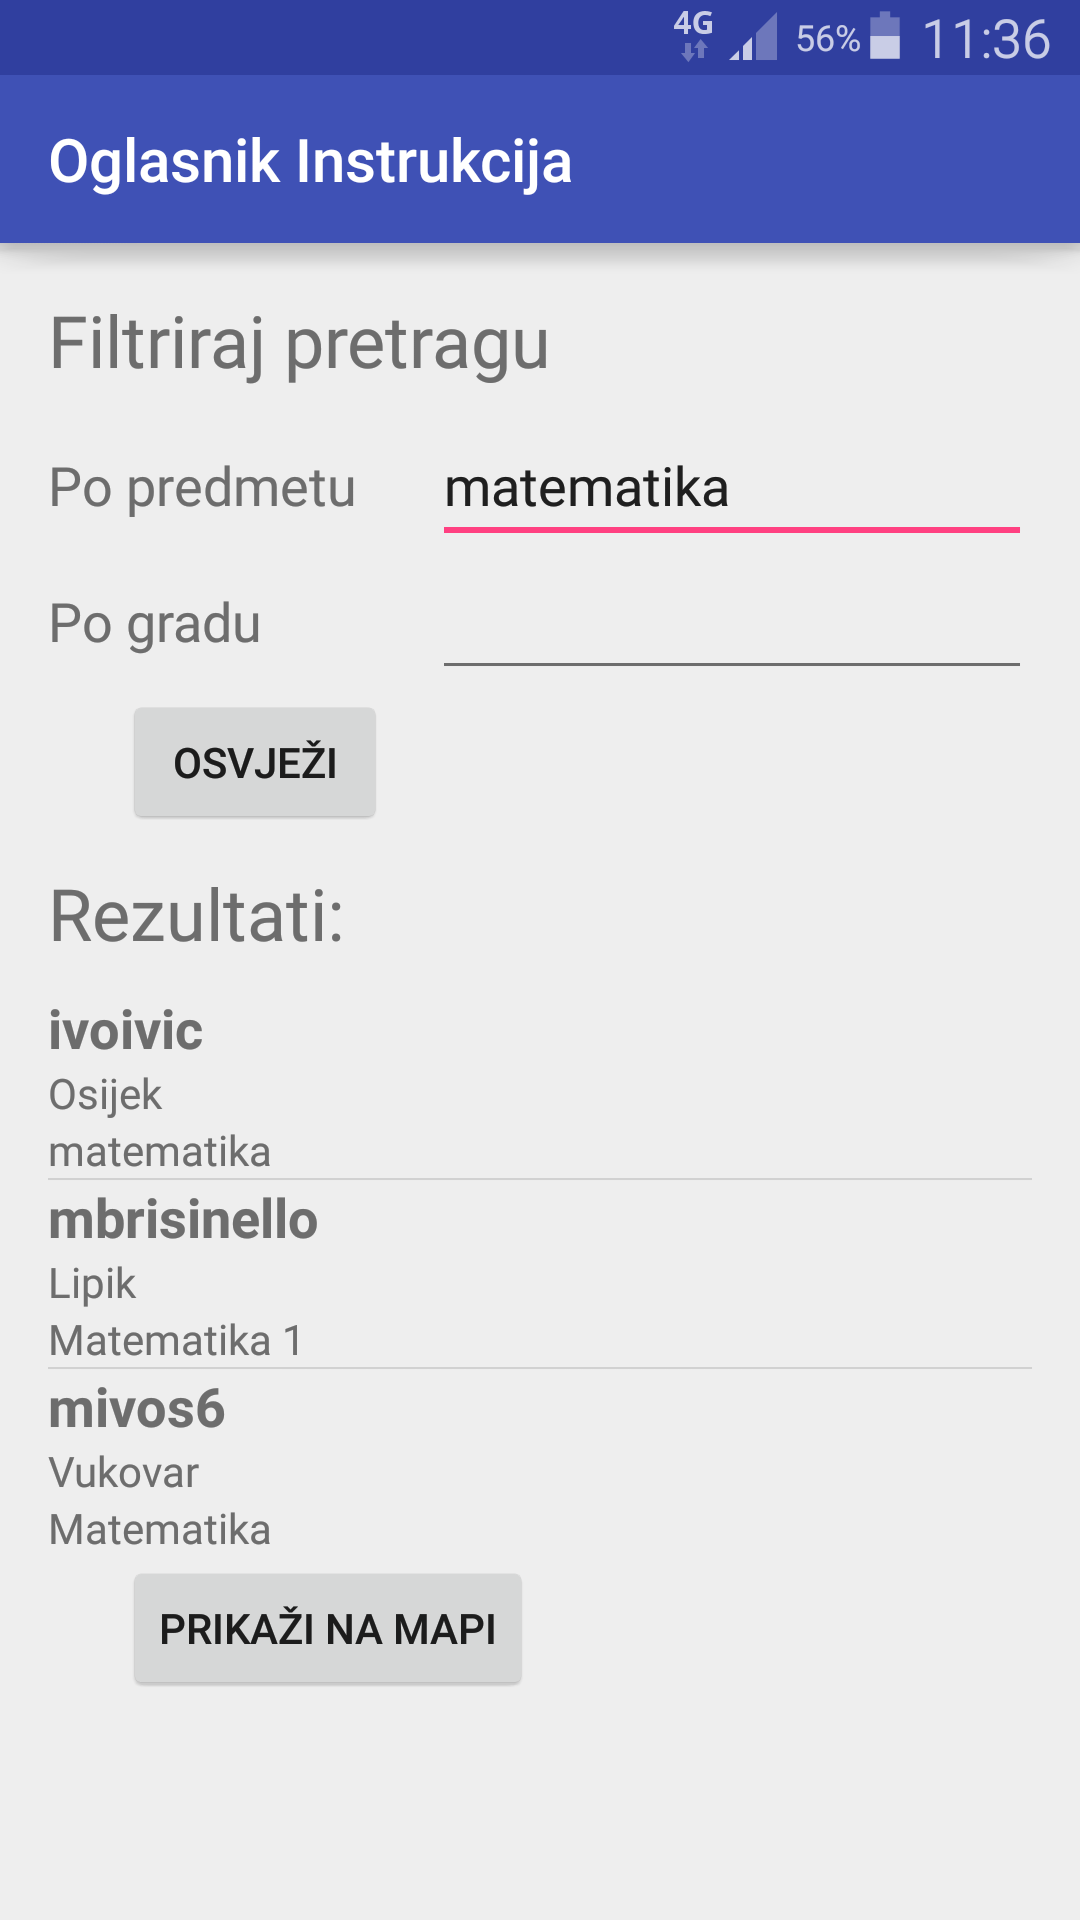 4G 56% 11:36
Oglasnik Instrukcija
Filtriraj pretragu
Po predmetu matematika
Po gradu
OSVJEŽI
Rezultati:
ivoivic
Osijek
matematika
mbrisinello
Lipik
Matematika 1
mivos6
Vukovar
Matematika
PRIKAŽI NA MAPI